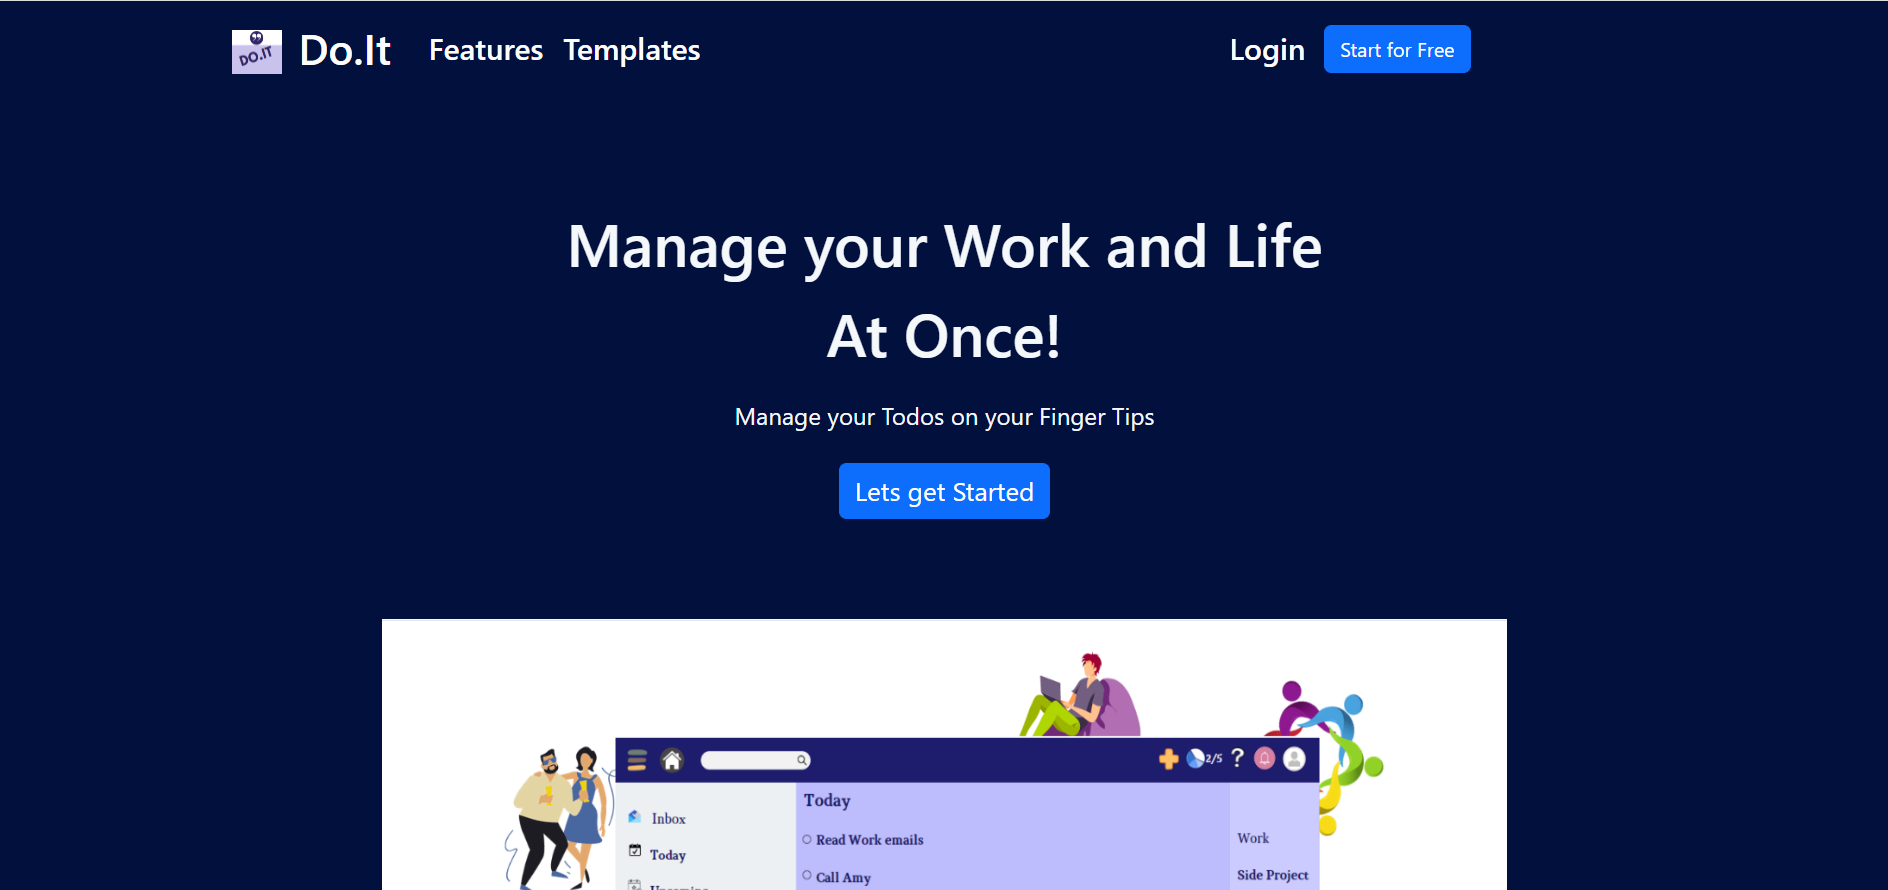 DO.IT
Do.It
Features
Templates
Login
Start for Free
Manage your Work and Life
At Once!
Manage your Todos on your Finger Tips
Lets get Started
2/5
?
Inbox
Today
Upcoming
Today
Read Work emails
Call Amy
Work
Side Project